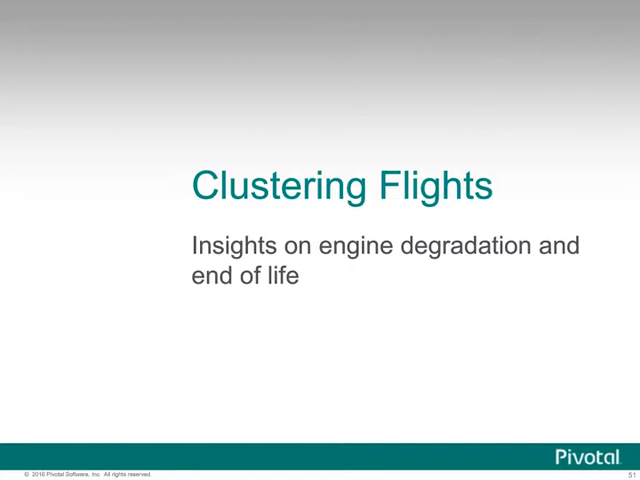 Clustering Flights
Insights on engine degradation and
end of life
Pivotal
© 2016 Pivotal Software, Inc. All rights reserved.
51